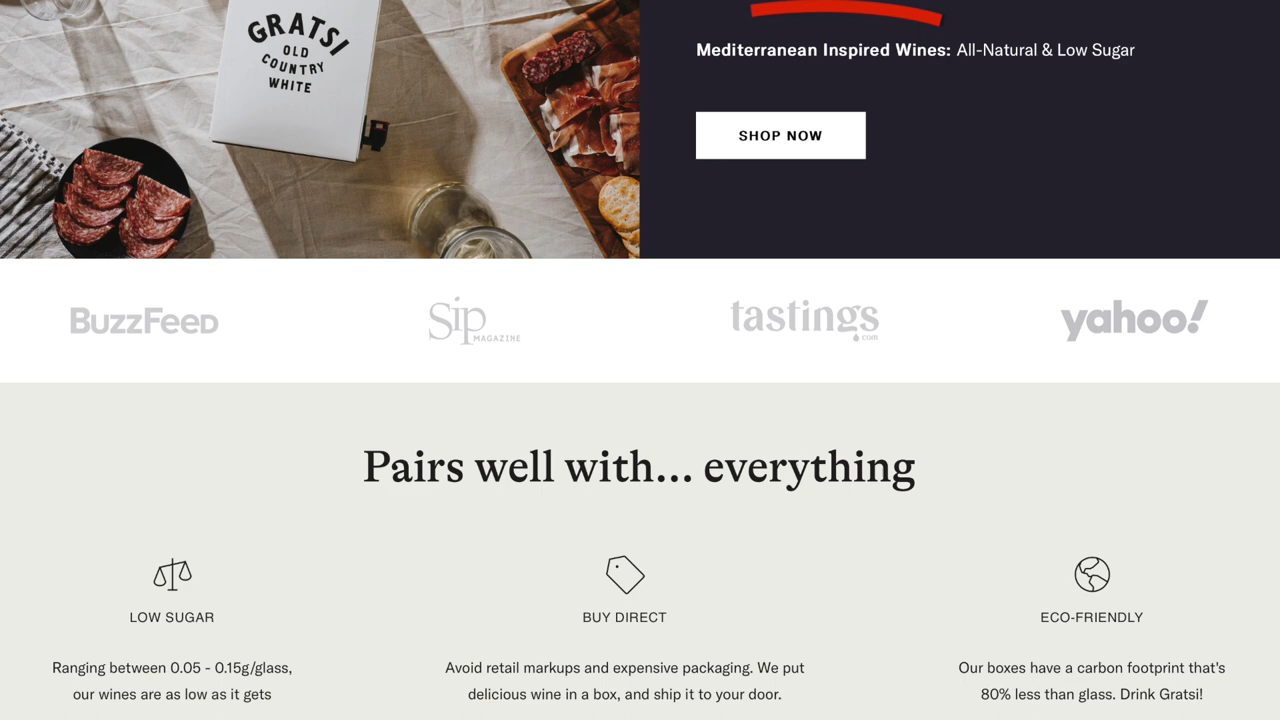 GRATSI
OLD
COUNTRY
WHITE
Mediterranean Inspired Wines: All-Natural & Low Sugar
SHOP NOW
BuzzFeed
Sip
MAGAZINE
tastings
.com
yahoo!
Pairs well with... everything
LOW SUGAR
Ranging between 0.05 - 0.15g/glass,
our wines are as low as it gets
BUY DIRECT
Avoid retail markups and expensive packaging. We put
delicious wine in a box, and ship it to your door.
ECO-FRIENDLY
Our boxes have a carbon footprint that's
80% less than glass. Drink Gratsi!